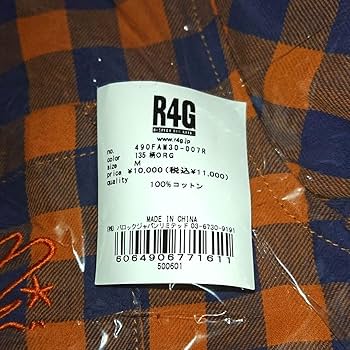 R4G
www.r4g.jp
no. 490FAM30-007R
color 135 柄ORG
size M
price ¥10,000(税込¥11,000)
quality
100%コットン
MADE IN CHINA
(株)バロックジャパンリミテッド 03-6730-9191
6064906771611
500601